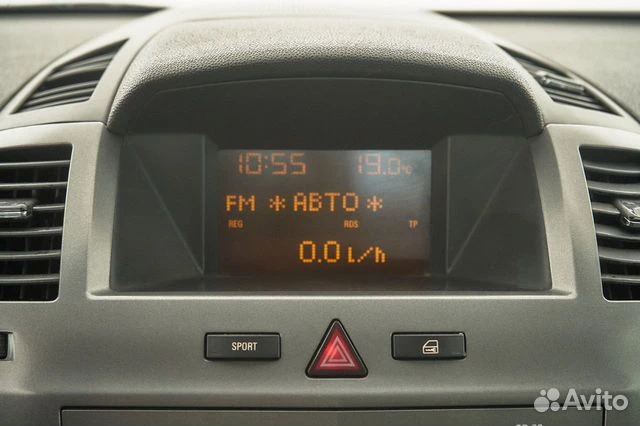 10:55 19.0°C
FM * АВТО *
REG RDS TP
0.0 l/h
SPORT
Avito